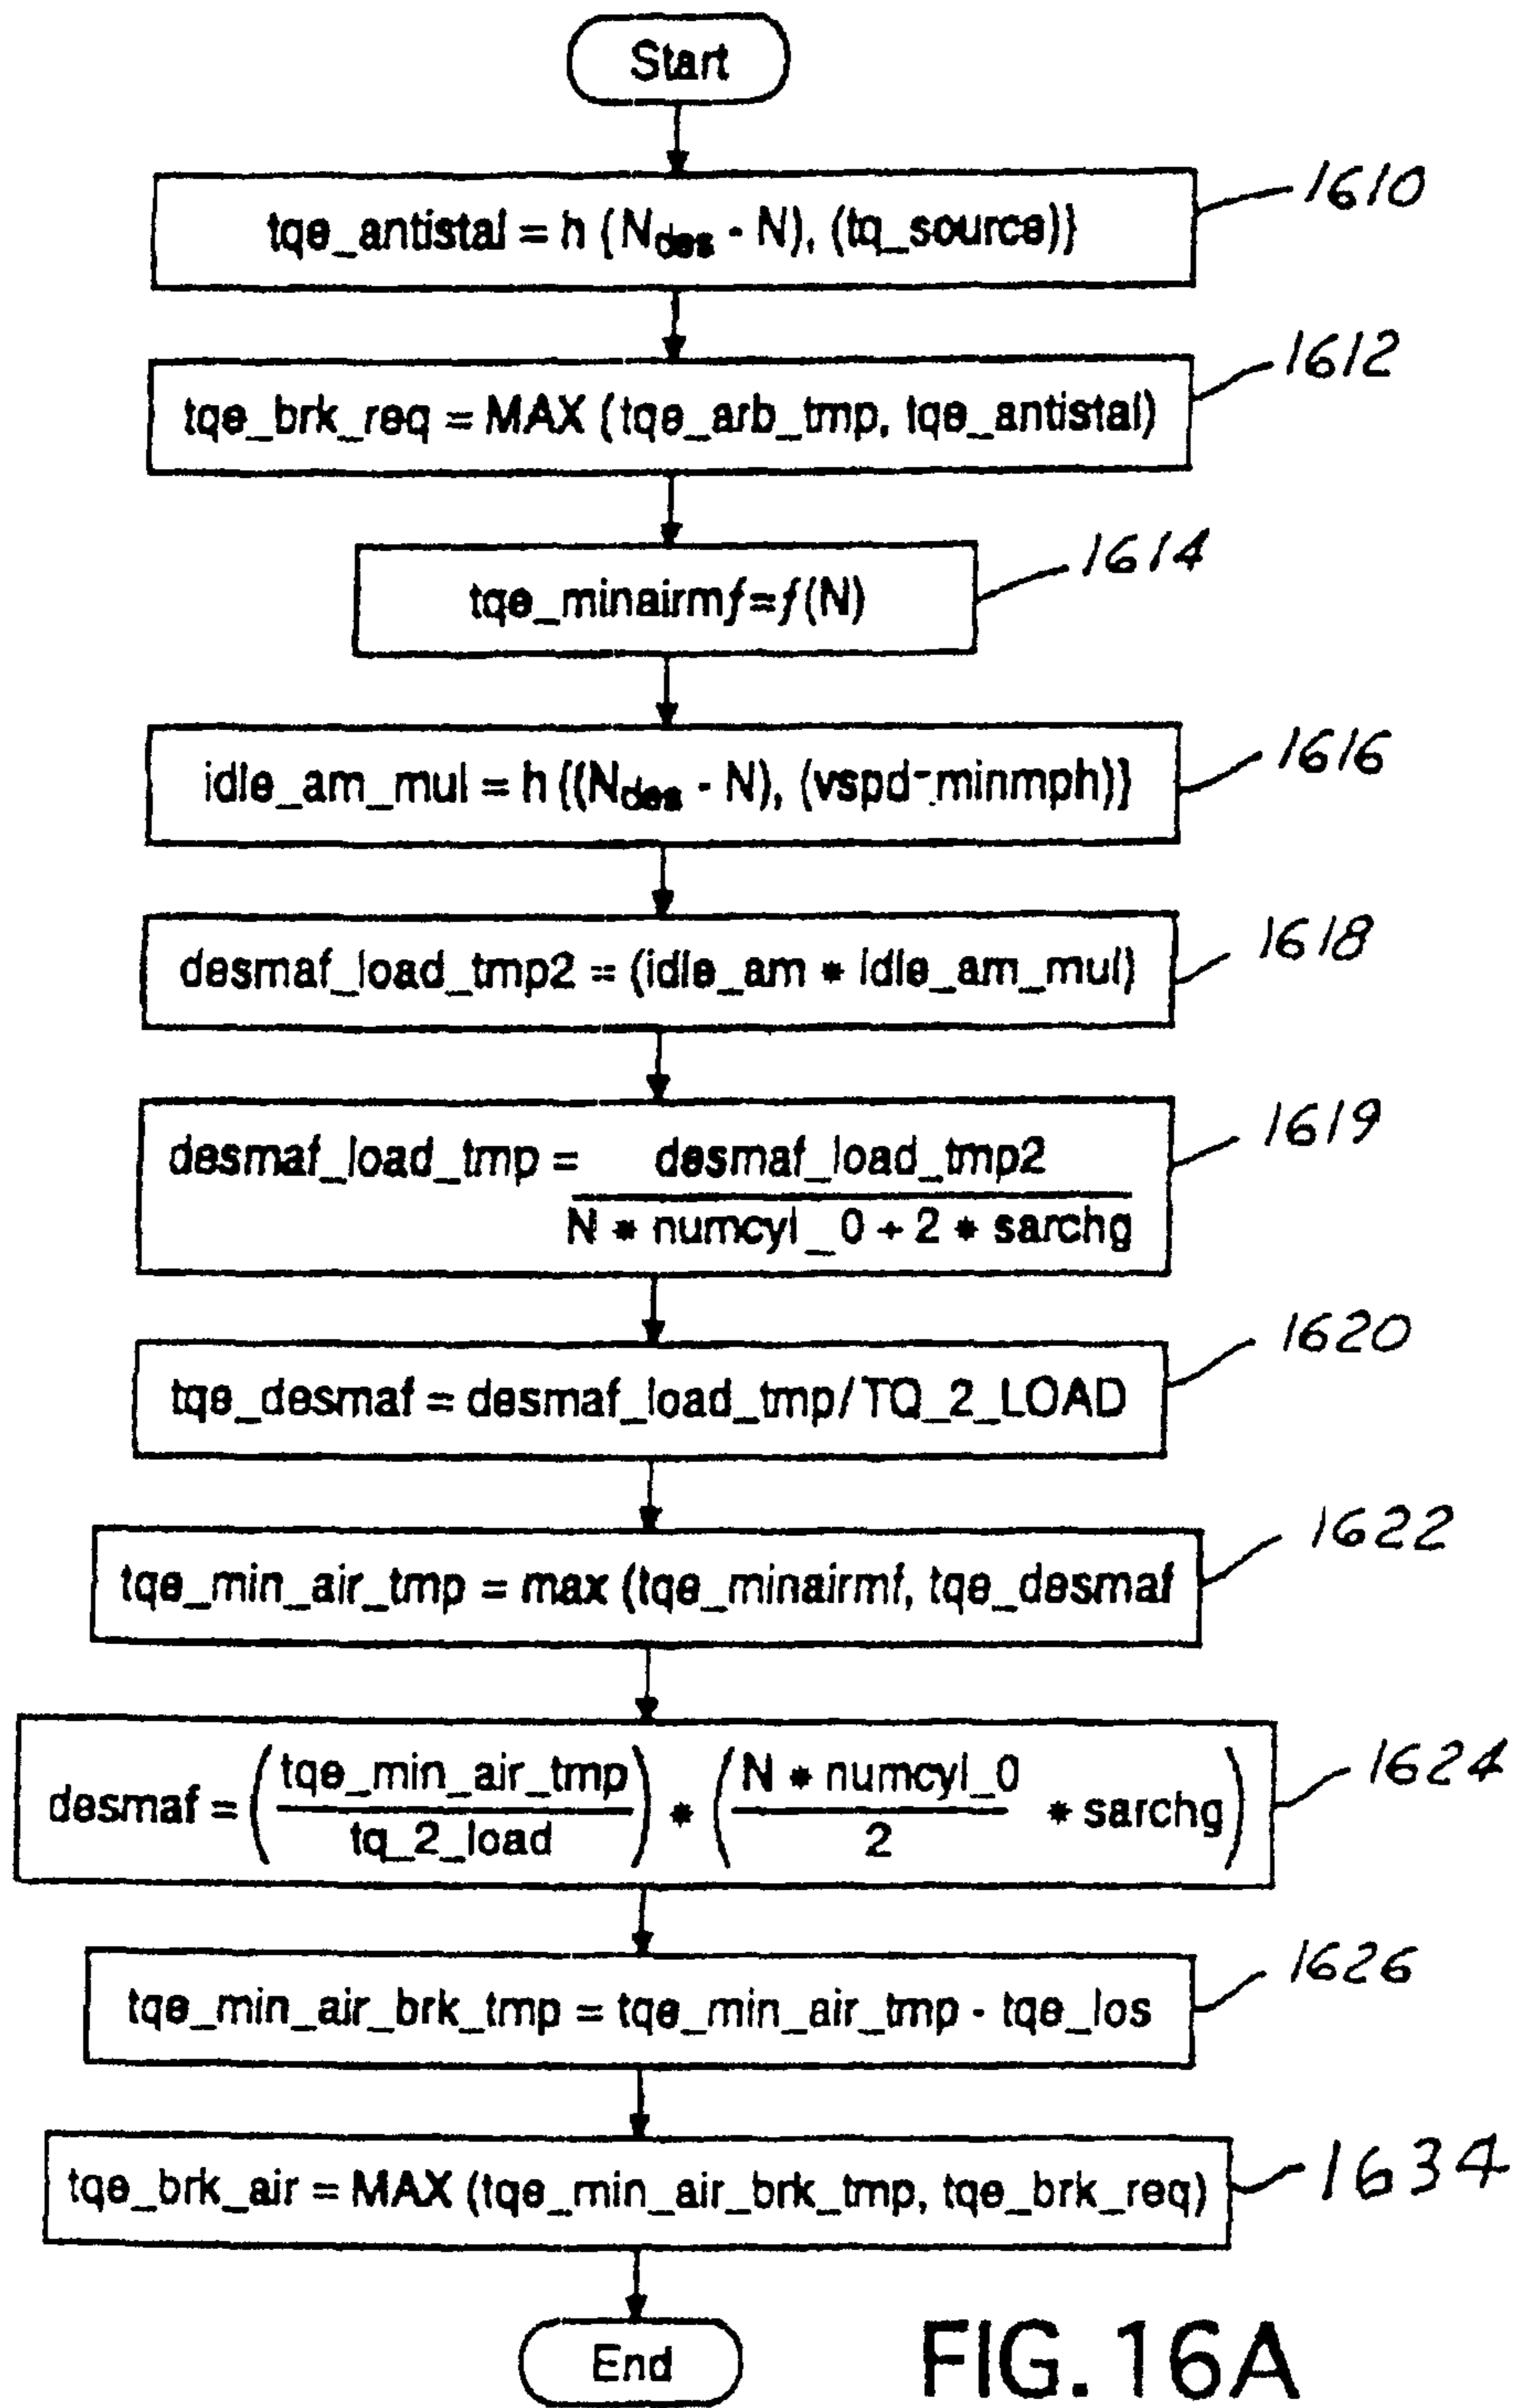 Start
tqe_antistal = h {N_des - N), (tq_source)}
1610
tqe_brk_req = MAX (tqe_arb_tmp, tqe_antistal)
1612
tqe_minairmf=f(N)
1614
idle_am_mul = h {(N_des - N), (vspd-minmph)}
1616
desmaf_load_tmp2 = (idle_am * idle_am_mul)
1618
desmaf_load_tmp = desmaf_load_tmp2
N * numcyl_0 ÷ 2 * sarchg
1619
tqe_desmaf = desmaf_load_tmp/TQ_2_LOAD
1620
tqe_min_air_tmp = max (tqe_minairmf, tqe_desmaf
1622
desmaf = (tqe_min_air_tmp / tq_2_load) * (N * numcyl_0 / 2 * sarchg)
1624
tqe_min_air_brk_tmp = tqe_min_air_tmp - tqe_los
1626
tqe_brk_air = MAX (tqe_min_air_brk_tmp, tqe_brk_req)
1634
End
FIG. 16A